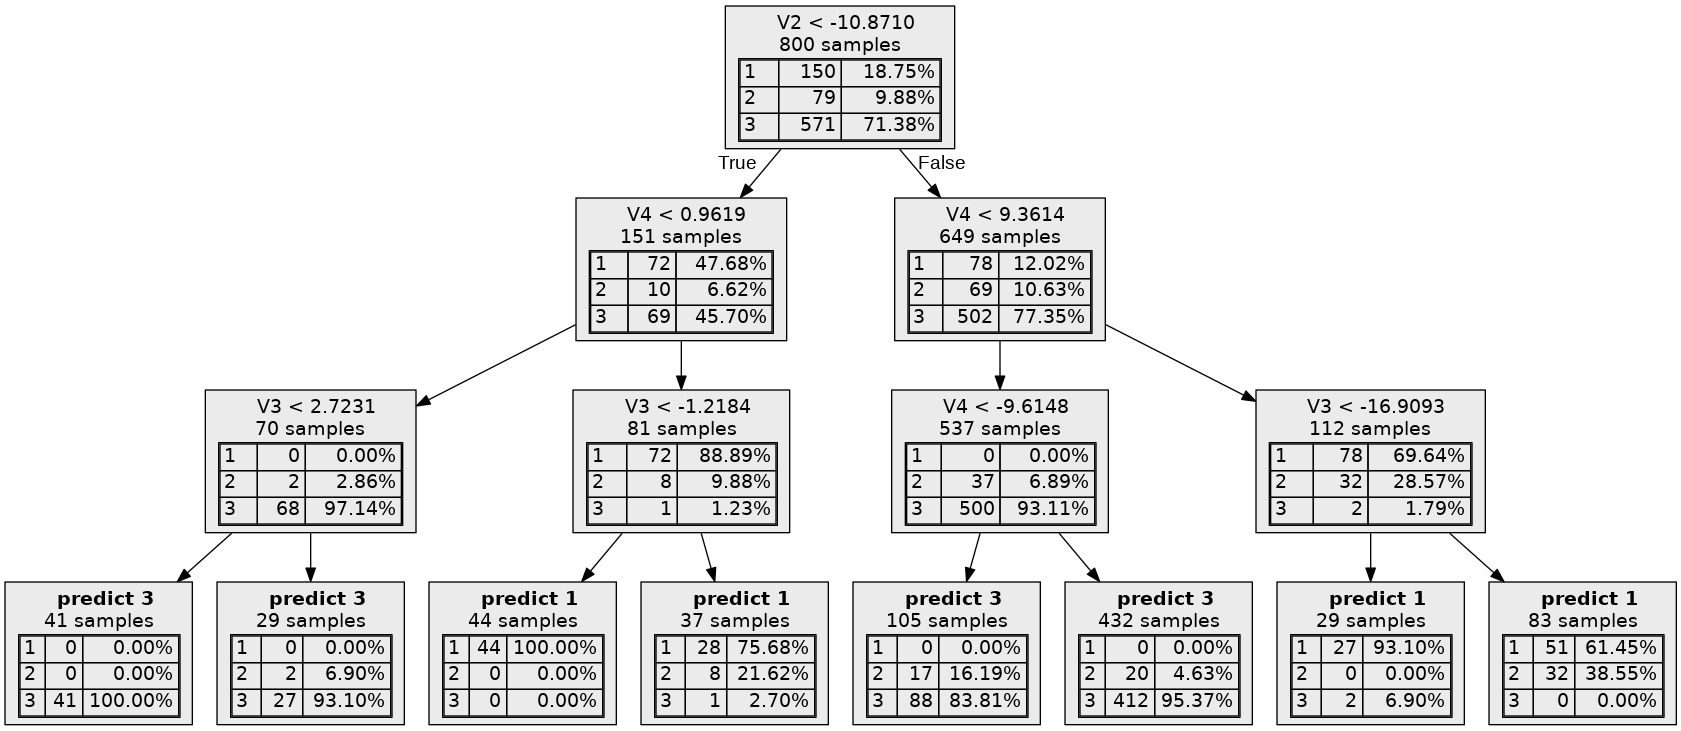 V2 < -10.8710
800 samples
1 150 18.75%
2 79 9.88%
3 571 71.38%
True
False
V4 < 0.9619
151 samples
1 72 47.68%
2 10 6.62%
3 69 45.70%
V4 < 9.3614
649 samples
1 78 12.02%
2 69 10.63%
3 502 77.35%
V3 < 2.7231
70 samples
1 0 0.00%
2 2 2.86%
3 68 97.14%
V3 < -1.2184
81 samples
1 72 88.89%
2 8 9.88%
3 1 1.23%
V4 < -9.6148
537 samples
1 0 0.00%
2 37 6.89%
3 500 93.11%
V3 < -16.9093
112 samples
1 78 69.64%
2 32 28.57%
3 2 1.79%
predict 3
41 samples
1 0 0.00%
2 0 0.00%
3 41 100.00%
predict 3
29 samples
1 0 0.00%
2 2 6.90%
3 27 93.10%
predict 1
44 samples
1 44 100.00%
2 0 0.00%
3 0 0.00%
predict 1
37 samples
1 28 75.68%
2 8 21.62%
3 1 2.70%
predict 3
105 samples
1 0 0.00%
2 17 16.19%
3 88 83.81%
predict 3
432 samples
1 0 0.00%
2 20 4.63%
3 412 95.37%
predict 1
29 samples
1 27 93.10%
2 0 0.00%
3 2 6.90%
predict 1
83 samples
1 51 61.45%
2 32 38.55%
3 0 0.00%